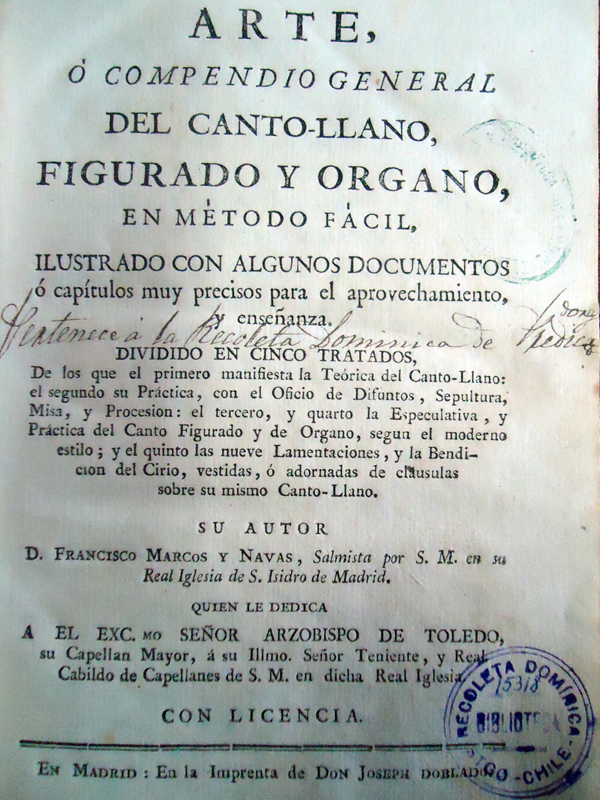 ARTE,
Ó COMPENDIO GENERAL
DEL CANTO-LLANO,
FIGURADO Y ORGANO,
EN MÉTODO FÁCIL,
ILUSTRADO CON ALGUNOS DOCUMENTOS
ó capítulos muy precisos para el aprovechamiento,
y enseñanza.
Pertenece á la Recoleta Dominica de Predicadores
DIVIDIDO EN CINCO TRATADOS,
De los que el primero manifiesta la Teórica del Canto-Llano:
el segundo su Práctica, con el Oficio de Difuntos, Sepultura,
Misa, y Procesion: el tercero, y quarto la Especulativa, y
Práctica del Canto Figurado y de Organo, segun el moderno
estilo; y el quinto las nueve Lamentaciones, y la Bendi-
cion del Cirio, vestidas, ó adornadas de clausulas
sobre su mismo Canto-Llano.
SU AUTOR
D. FRANCISCO MARCOS Y NAVAS, Salmista por S. M. en su
Real Iglesia de S. Isidro de Madrid.
QUIEN LE DEDICA
A EL EXC.MO SEÑOR ARZOBISPO DE TOLEDO,
su Capellan Mayor, á su Illmo. Señor Teniente, y Real
Cabildo de Capellanes de S. M. en dicha Real Iglesia.
CON LICENCIA.
EN MADRID: En la Imprenta de DON JOSEPH DOBLADO.
RECOLETA DOMÍNICA
15318
BIBLIOTECA
STGO-CHILE